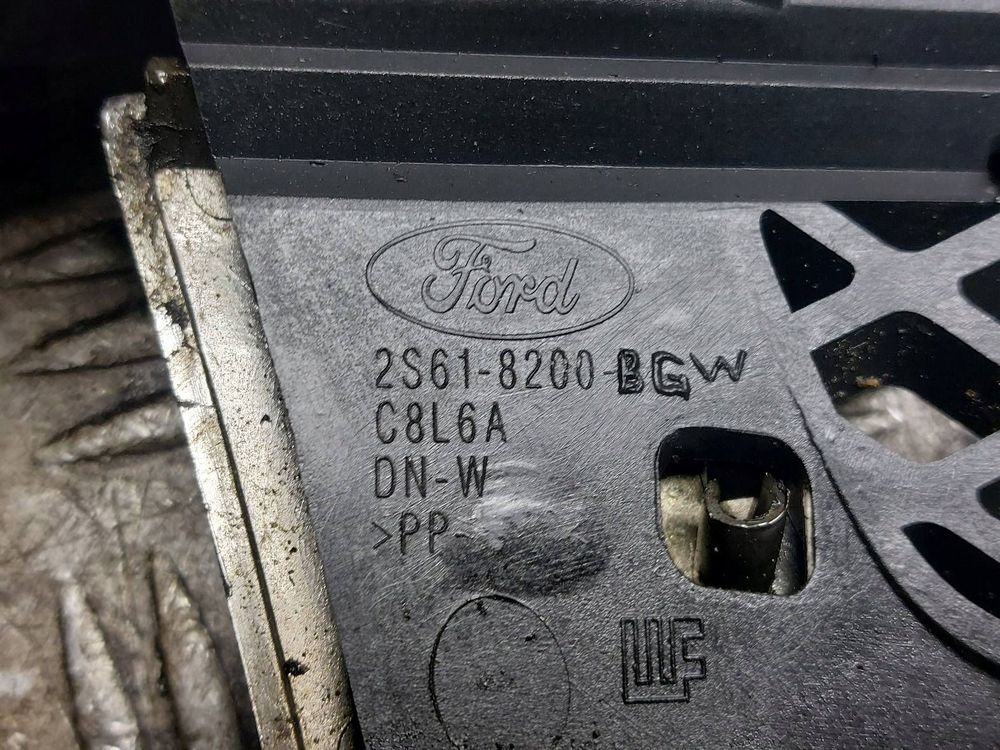 Ford
2S61-8200-BGW
C8L6A
DN-W
>PP-